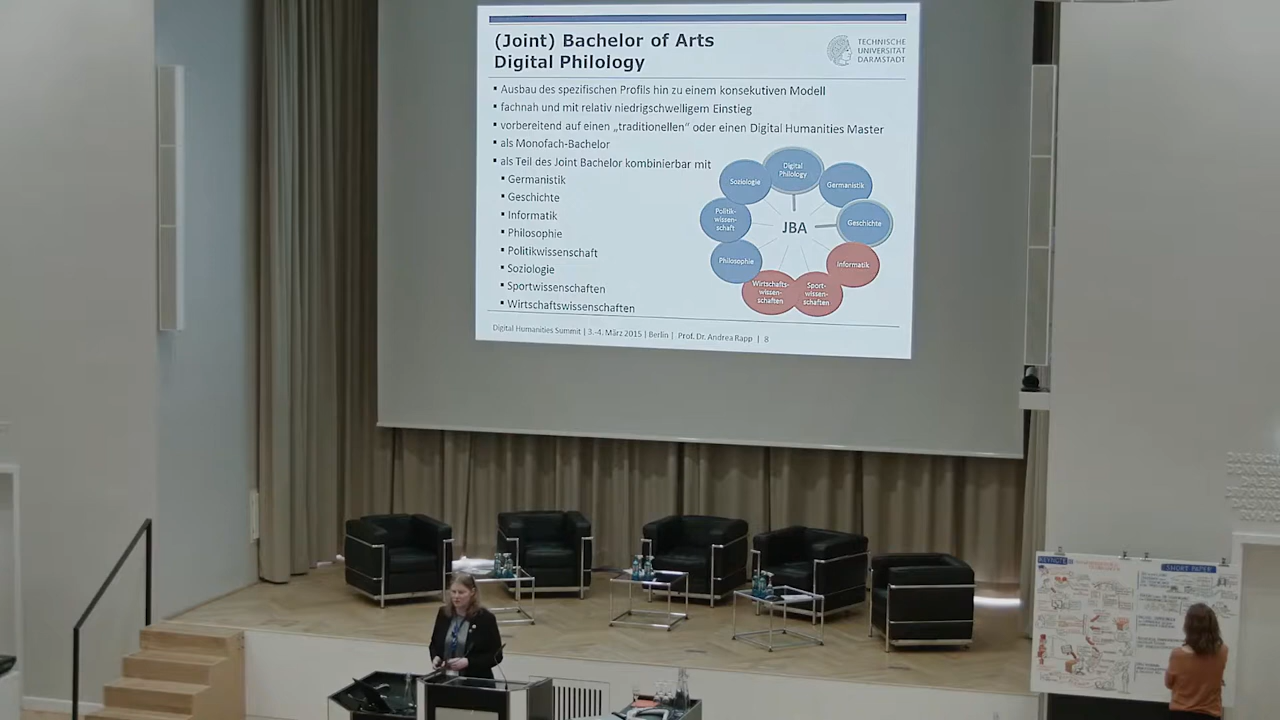 (Joint) Bachelor of Arts
Digital Philology
TECHNISCHE
UNIVERSITÄT
DARMSTADT
▪ Ausbau des spezifischen Profils hin zu einem konsekutiven Modell
▪ fachnah und mit relativ niedrigschwelligem Einstieg
▪ vorbereitend auf einen „traditionellen" oder einen Digital Humanities Master
▪ als Monofach-Bachelor
▪ als Teil des Joint Bachelor kombinierbar mit
▪ Germanistik
▪ Geschichte
▪ Informatik
▪ Philosophie
▪ Politikwissenschaft
▪ Soziologie
▪ Sportwissenschaften
▪ Wirtschaftswissenschaften
Digital
Philology
Germanistik
Geschichte
Informatik
Sport-
wissen-
schaften
Wirtschafts-
wissen-
schaften
Philosophie
Politik-
wissen-
schaft
Soziologie
JBA
Digital Humanities Summit | 3.-4. März 2015 | Berlin | Prof. Dr. Andrea Rapp | 8
KEYNOTE
SHORT PAPER